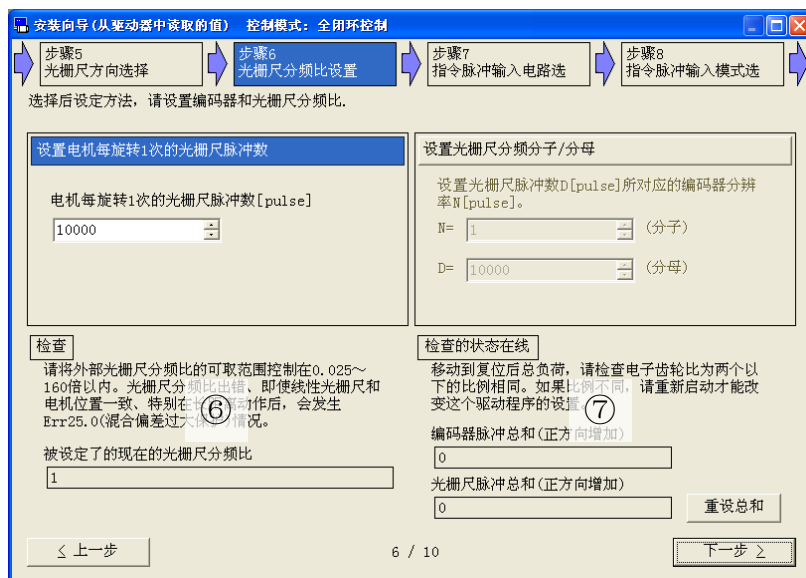 安装向导(从驱动器中读取的值) 控制模式: 全闭环控制
步骤5
光栅尺方向选择
步骤6
光栅尺分频比设置
步骤7
指令脉冲输入电路选
步骤8
指令脉冲输入模式选
选择后设定方法, 请设置编码器和光栅尺分频比.
设置电机每旋转1次的光栅尺脉冲数
电机每旋转1次的光栅尺脉冲数[pulse]
10000
设置光栅尺分频分子/分母
设置光栅尺脉冲数D[pulse]所对应的编码器分辨
率N[pulse]。
N= 1 (分子)
D= 10000 (分母)
检查
请将外部光栅尺分频比的可取范围控制在0.025~
160倍以内。光栅尺分频比出错、即使线性光栅尺和
电机位置一致、特别在长距离动作后, 会发生
Err25.0(混合偏差过大保护)情况。
⑥
被设定了的现在的光栅尺分频比
1
检查的状态在线
移动到复位后总负荷, 请检查电子齿轮比为两个以
下的比例相同。如果比例不同, 请重新启动才能改
变这个驱动程序的设置
⑦
编码器脉冲总和(正方向增加)
0
光栅尺脉冲总和(正方向增加)
0
重设总和
< 上一步
6 / 10
下一步 >